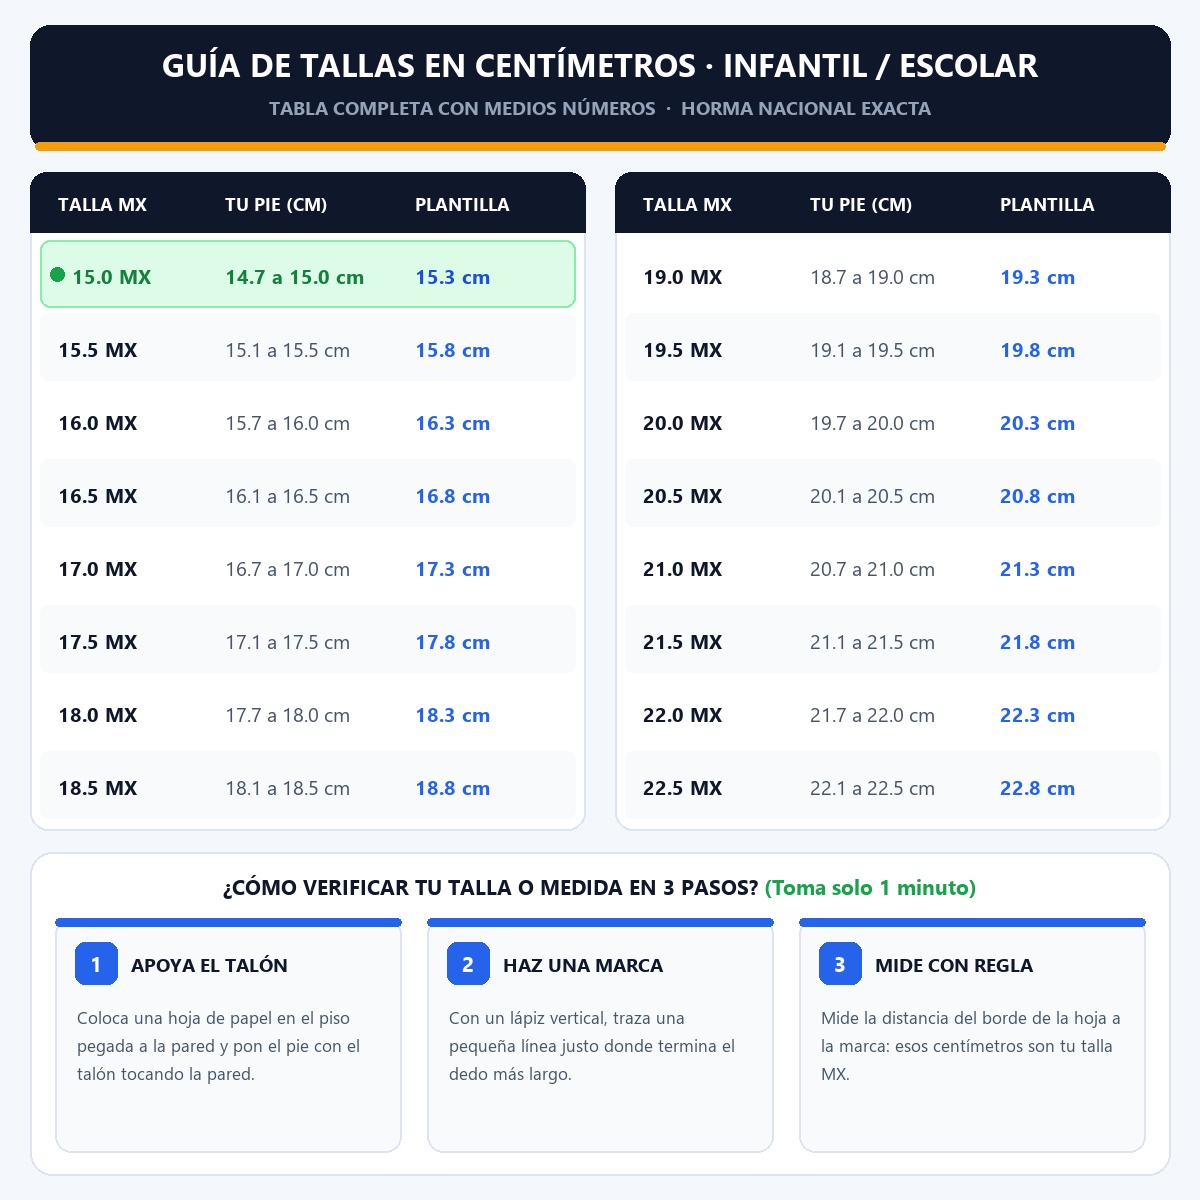 GUÍA DE TALLAS EN CENTÍMETROS · INFANTIL / ESCOLAR
TABLA COMPLETA CON MEDIOS NÚMEROS · HORMA NACIONAL EXACTA
TALLA MX TU PIE (CM) PLANTILLA
15.0 MX 14.7 a 15.0 cm 15.3 cm
15.5 MX 15.1 a 15.5 cm 15.8 cm
16.0 MX 15.7 a 16.0 cm 16.3 cm
16.5 MX 16.1 a 16.5 cm 16.8 cm
17.0 MX 16.7 a 17.0 cm 17.3 cm
17.5 MX 17.1 a 17.5 cm 17.8 cm
18.0 MX 17.7 a 18.0 cm 18.3 cm
18.5 MX 18.1 a 18.5 cm 18.8 cm
TALLA MX TU PIE (CM) PLANTILLA
19.0 MX 18.7 a 19.0 cm 19.3 cm
19.5 MX 19.1 a 19.5 cm 19.8 cm
20.0 MX 19.7 a 20.0 cm 20.3 cm
20.5 MX 20.1 a 20.5 cm 20.8 cm
21.0 MX 20.7 a 21.0 cm 21.3 cm
21.5 MX 21.1 a 21.5 cm 21.8 cm
22.0 MX 21.7 a 22.0 cm 22.3 cm
22.5 MX 22.1 a 22.5 cm 22.8 cm
¿CÓMO VERIFICAR TU TALLA O MEDIDA EN 3 PASOS? (Toma solo 1 minuto)
1 APOYA EL TALÓN
Coloca una hoja de papel en el piso
pegada a la pared y pon el pie con el
talón tocando la pared.
2 HAZ UNA MARCA
Con un lápiz vertical, traza una
pequeña línea justo donde termina el
dedo más largo.
3 MIDE CON REGLA
Mide la distancia del borde de la hoja a
la marca: esos centímetros son tu talla
MX.